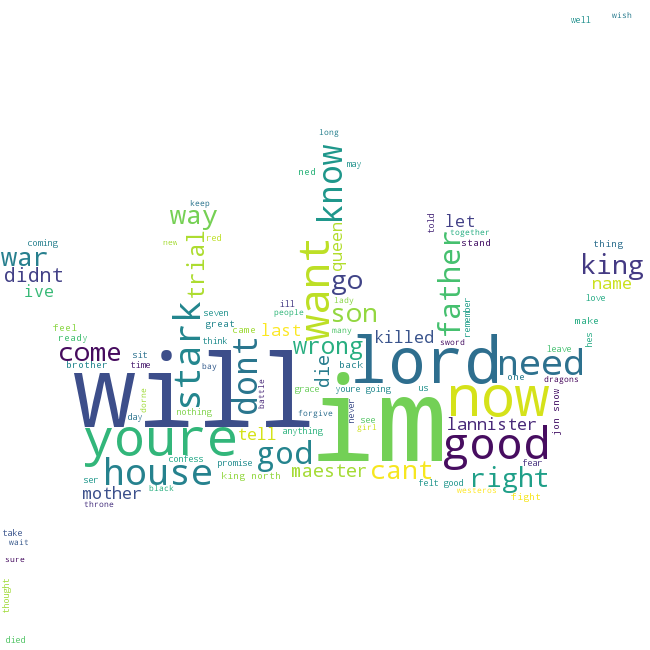 well
wish
long
ned
may
know
keep
way
told
let
new
red
trial
queen
together
stand
father
coming
war
didnt
ive
thing
king
name
love
want
go
lady
son
ill
people
many
remember
make
feel
ready
come
brother
sit
time
stark
seven
great
think
came
last
wrong
killed
sword
hes
leave
will
dont
bay
battle
die
back
lord
need
one
dragons
nothing
day
dorne
grace
youre going
us
im
now
jon snow
forgive
never
see
girl
lannister
youre
tell
anything
good
house
confess
promise
god
maester
cant
right
fear
ser
mother
black
king north
felt good
westeros
fight
throne
take
wait
sure
thought
died